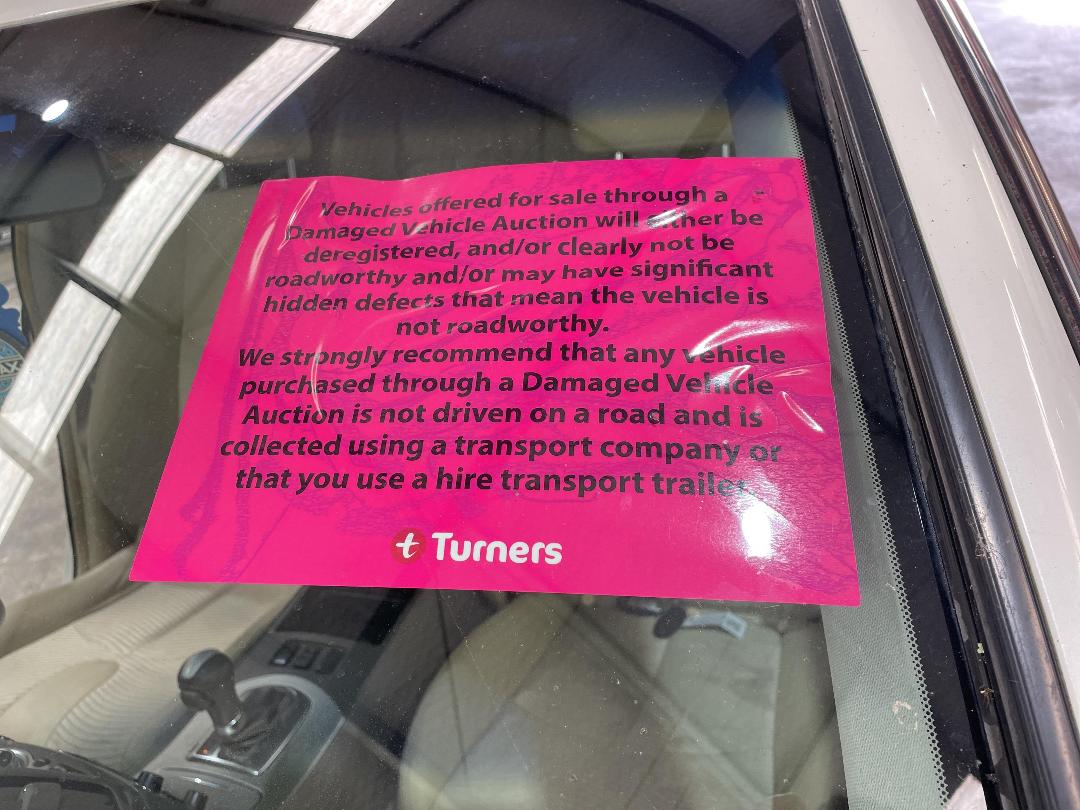 Vehicles offered for sale through a
Damaged Vehicle Auction will either be
deregistered, and/or clearly not be
roadworthy and/or may have significant
hidden defects that mean the vehicle is
not roadworthy.
We strongly recommend that any vehicle
purchased through a Damaged Vehicle
Auction is not driven on a road and is
collected using a transport company or
that you use a hire transport trailer.
t Turners